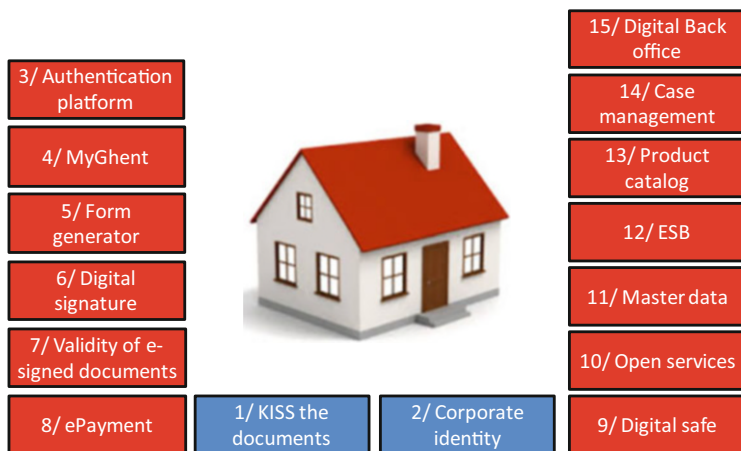 3/ Authentication
platform
4/ MyGhent
5/ Form
generator
6/ Digital
signature
7/ Validity of e-
signed documents
8/ ePayment
1/ KISS the
documents
2/ Corporate
identity
15/ Digital Back
office
14/ Case
management
13/ Product
catalog
12/ ESB
11/ Master data
10/ Open services
9/ Digital safe